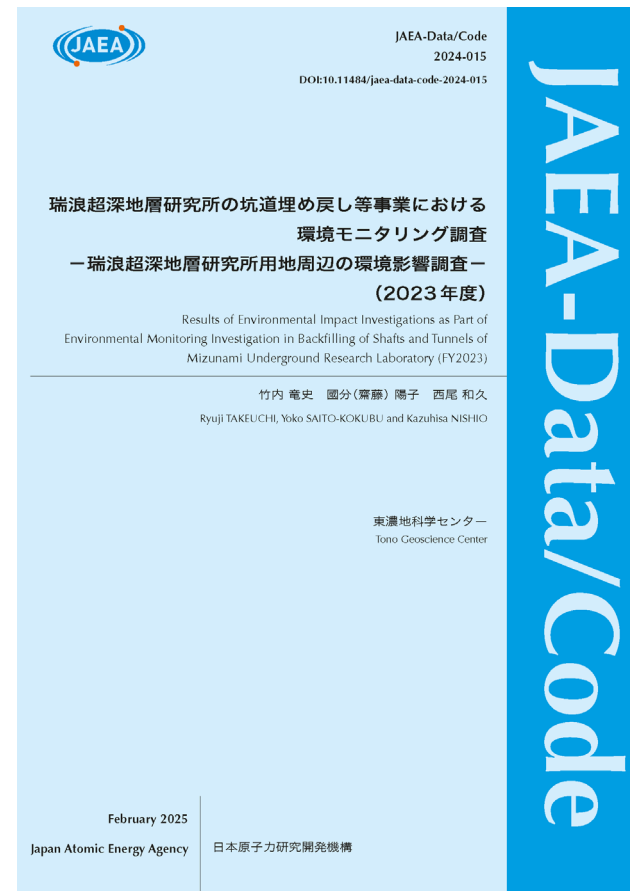 JAEA
JAEA-Data/Code
2024-015
DOI:10.11484/jaea-data-code-2024-015
瑞浪超深地層研究所の坑道埋め戻し等事業における
環境モニタリング調査
－瑞浪超深地層研究所用地周辺の環境影響調査－
（2023年度）
Results of Environmental Impact Investigations as Part of
Environmental Monitoring Investigation in Backfilling of Shafts and Tunnels of
Mizunami Underground Research Laboratory (FY2023)
竹内 竜史　國分（齋藤） 陽子　西尾 和久
Ryuji TAKEUCHI, Yoko SAITO-KOKUBU and Kazuhisa NISHIO
東濃地科学センター
Tono Geoscience Center
February 2025
Japan Atomic Energy Agency
日本原子力研究開発機構
JAEA-Data/Code